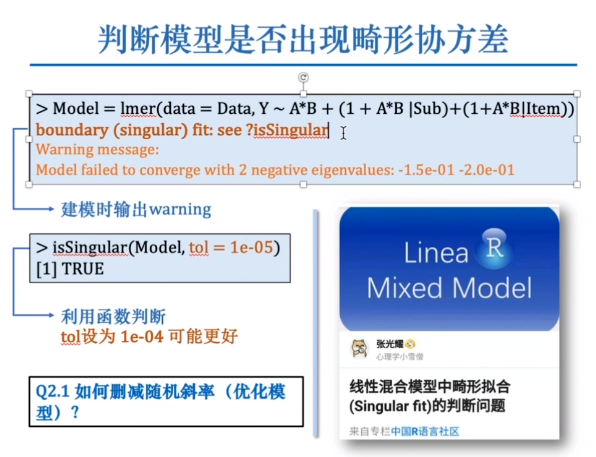 判断模型是否出现畸形协方差
> Model = lmer(data = Data, Y ~ A*B + (1 + A*B |Sub)+(1+A*B|Item))
boundary (singular) fit: see ?isSingular
Warning message:
Model failed to converge with 2 negative eigenvalues: -1.5e-01 -2.0e-01
建模时输出warning
> isSingular(Model, tol = 1e-05)
[1] TRUE
利用函数判断
tol设为 1e-04 可能更好
Q2.1 如何删减随机斜率（优化模
型）？
Linea R
Mixed Model
张光耀
心理学小雪僧
线性混合模型中畸形拟合
(Singular fit)的判断问题
来自专栏中国R语言社区